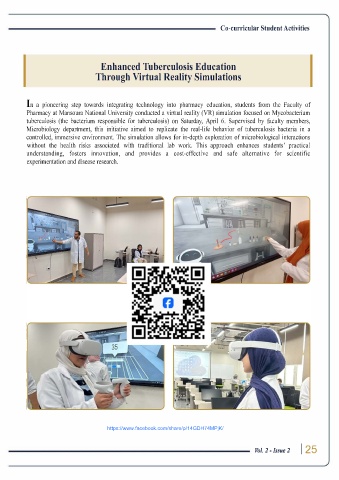 Co-curricular Student Activities
Enhanced Tuberculosis Education
Through Virtual Reality Simulations
In a pioneering step towards integrating technology into pharmacy education, students from the Faculty of
Pharmacy at Mansoura National University conducted a virtual reality (VR) simulation focused on Mycobacterium
tuberculosis (the bacterium responsible for tuberculosis) on Saturday, April 6. Supervised by faculty members,
Microbiology department, this initiative aimed to replicate the real-life behavior of tuberculosis bacteria in a
controlled, immersive environment. The simulation allows for in-depth exploration of microbiological interactions
without the health risks associated with traditional lab work. This approach enhances students' practical
understanding, fosters innovation, and provides a cost-effective and safe alternative for scientific
experimentation and disease research.
35
Vol. 2 - Issue 2
25